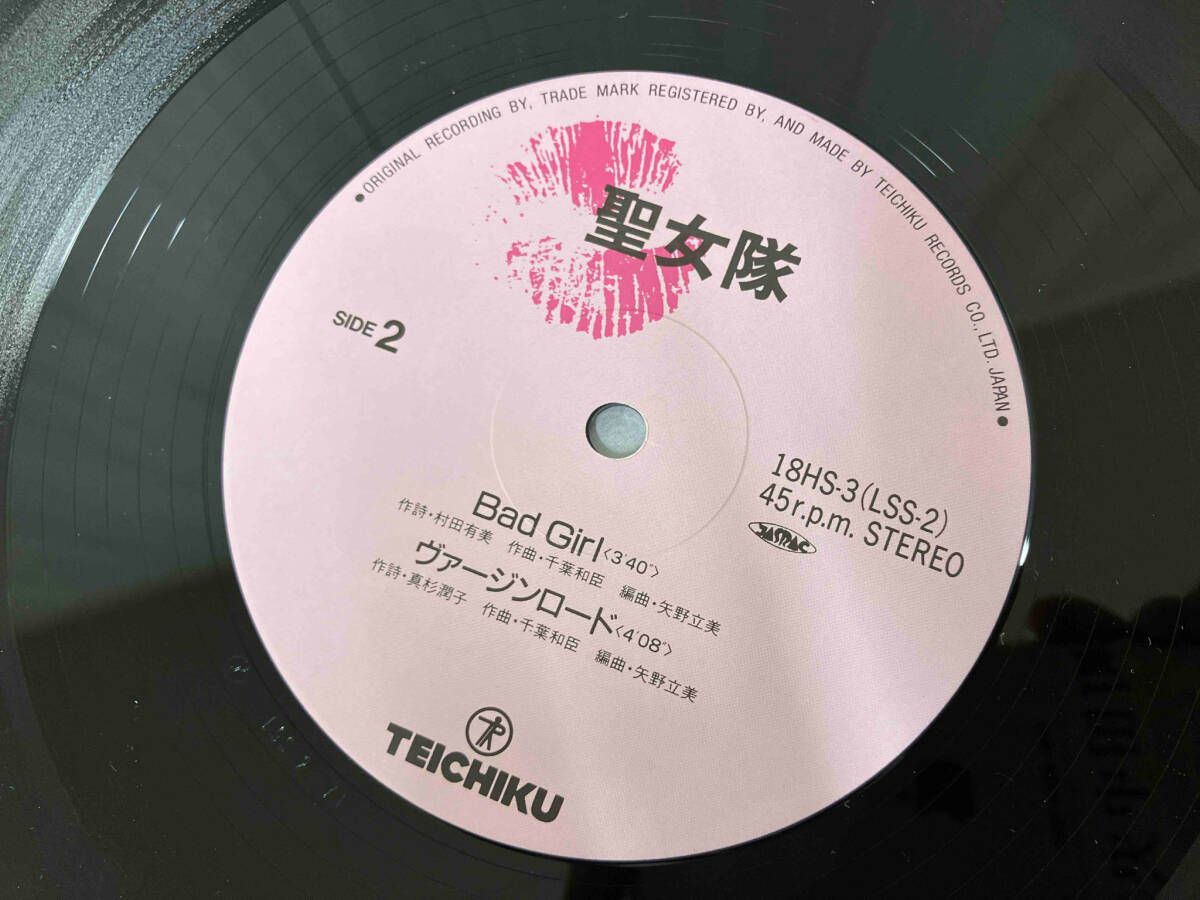 ●ORIGINAL RECORDING BY, TRADE MARK REGISTERED BY, AND MADE BY TEICHIKU RECORDS CO., LTD. JAPAN●
聖女隊
SIDE 2
18HS-3(LSS-2)
45r.p.m. STEREO
JASRAC
Bad Girl〈3'40"〉
作詩・村田有美 作曲・千葉和臣 編曲・矢野立美
ヴァージンロード〈4'08"〉
作詩・真杉潤子 作曲・千葉和臣 編曲・矢野立美
TEICHIKU